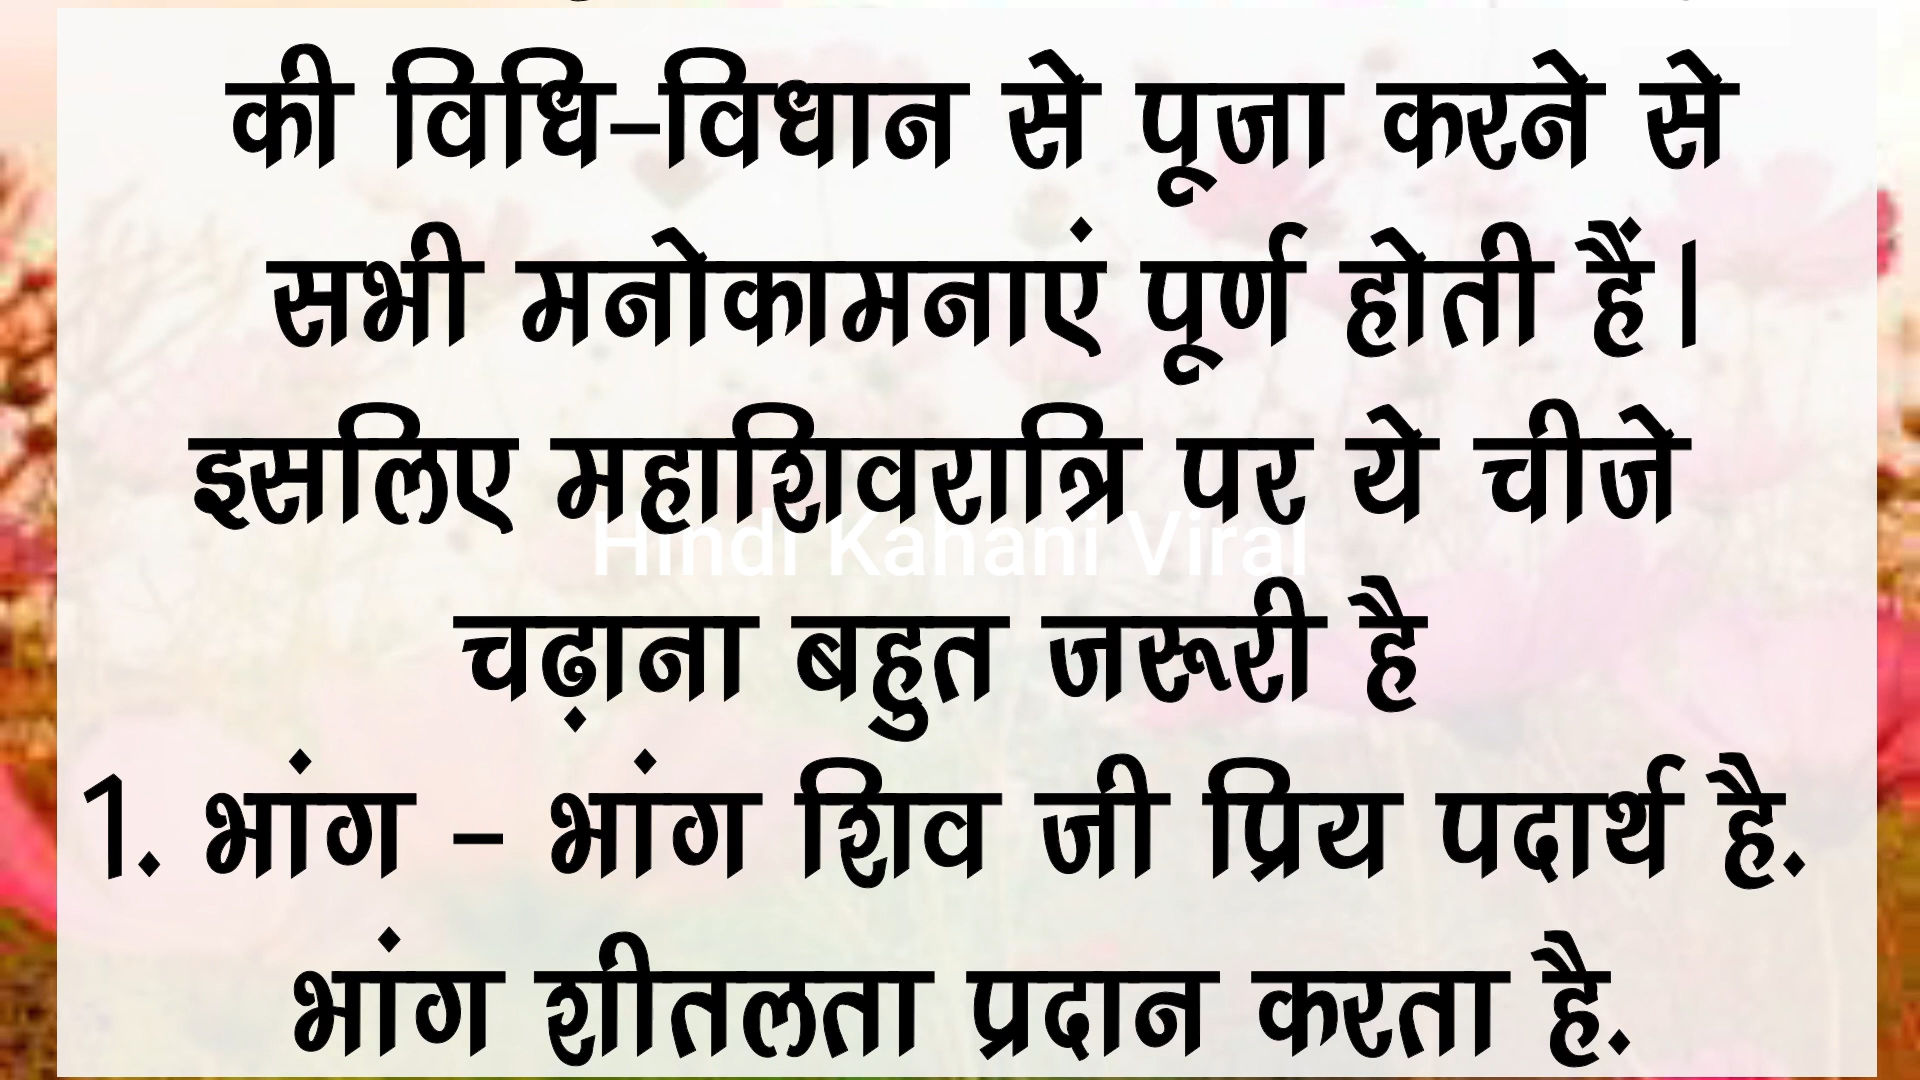 की विधि-विधान से पूजा करने से
सभी मनोकामनाएं पूर्ण होती हैं।
इसलिए महाशिवरात्रि पर ये चीजे
Hindi Kahani Viral
चढ़ाना बहुत जरूरी है
1. भांग - भांग शिव जी प्रिय पदार्थ है.
भांग शीतलता प्रदान करता है.